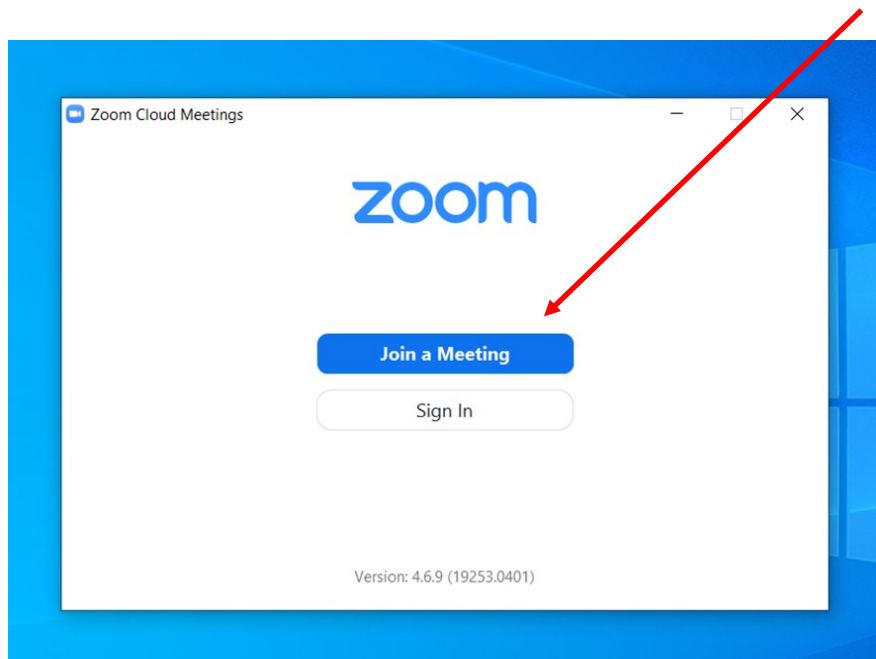 Zoom Cloud Meetings
zoom
Join a Meeting
Sign In
Version: 4.6.9 (19253.0401)